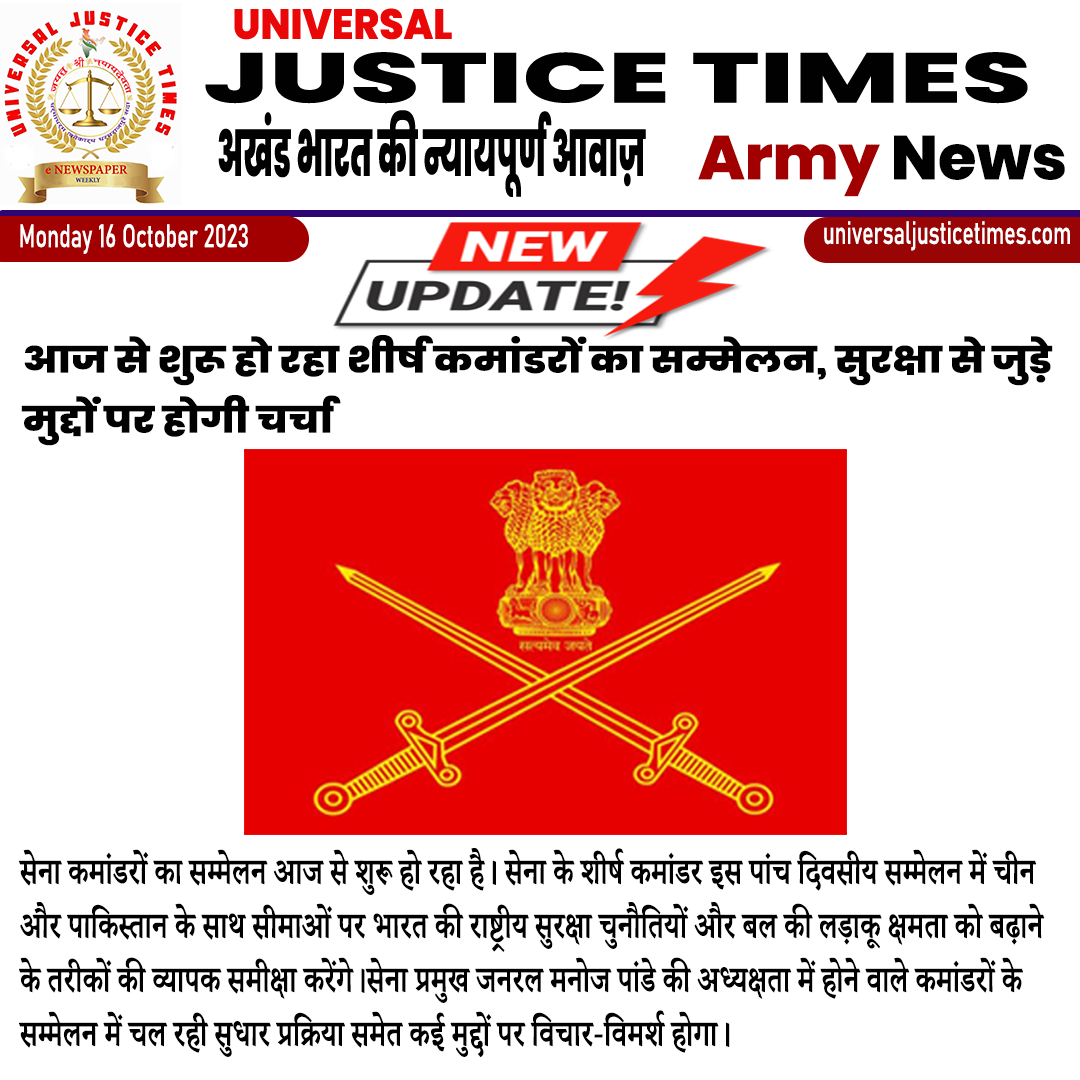 UNIVERSAL JUSTICE TIMES
e NEWSPAPER
WEEKLY
UNIVERSAL
JUSTICE TIMES
अखंड भारत की न्यायपूर्ण आवाज़
Army News
Monday 16 October 2023
universaljusticetimes.com
NEW
UPDATE!
आज से शुरू हो रहा शीर्ष कमांडरों का सम्मेलन, सुरक्षा से जुड़े
मुद्दों पर होगी चर्चा
सत्यमेव जयते
सेना कमांडरों का सम्मेलन आज से शुरू हो रहा है। सेना के शीर्ष कमांडर इस पांच दिवसीय सम्मेलन में चीन
और पाकिस्तान के साथ सीमाओं पर भारत की राष्ट्रीय सुरक्षा चुनौतियों और बल की लड़ाकू क्षमता को बढ़ाने
के तरीकों की व्यापक समीक्षा करेंगे।सेना प्रमुख जनरल मनोज पांडे की अध्यक्षता में होने वाले कमांडरों के
सम्मेलन में चल रही सुधार प्रक्रिया समेत कई मुद्दों पर विचार-विमर्श होगा।